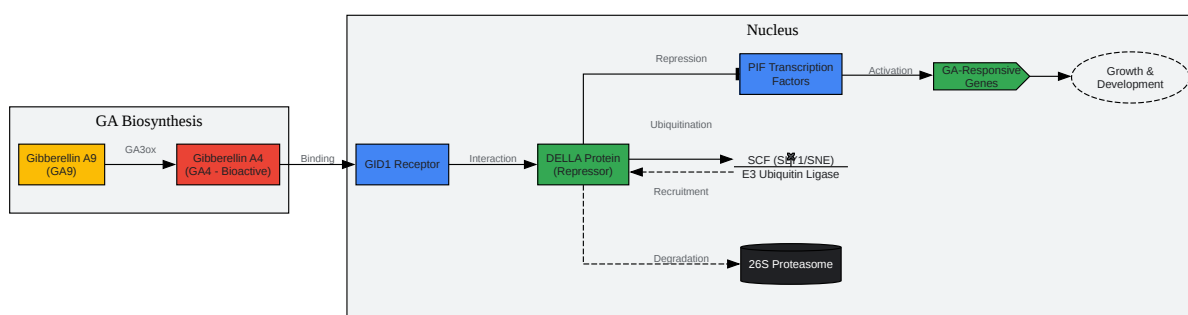 Nucleus
Repression
PIF Transcription
Factors
Activation
GA-Responsive
Genes
Growth &
Development
GA Biosynthesis
Gibberellin A9
(GA9)
GA3ox
Gibberellin A4
(GA4 - Bioactive)
Binding
GID1 Receptor
Interaction
DELLA Protein
(Repressor)
Ubiquitination
SCF
E3 Ubiquitin Ligase
Recruitment
Degradation
26S Proteasome